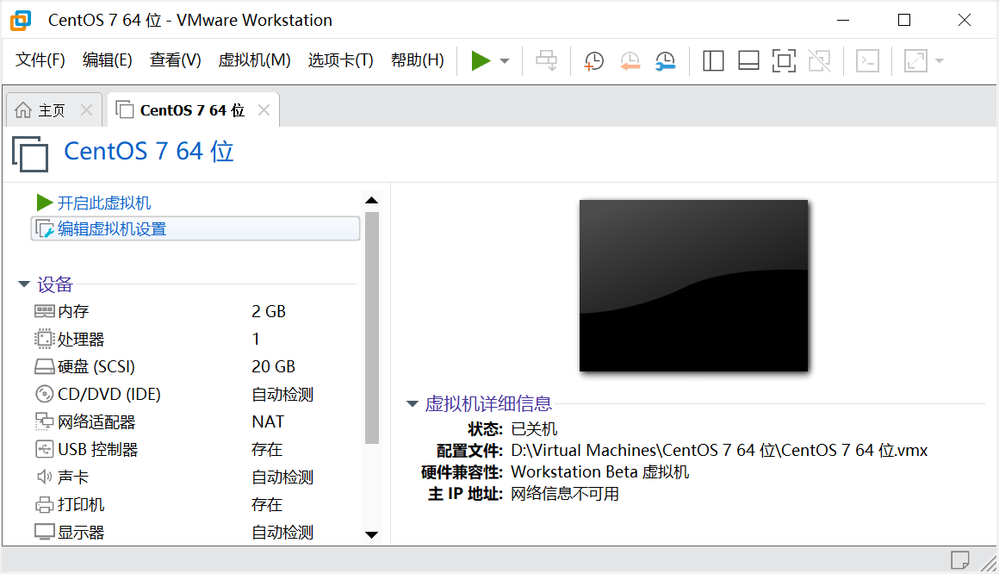 CentOS 7 64 位 - VMware Workstation
文件(F) 编辑(E) 查看(V) 虚拟机(M) 选项卡(T) 帮助(H)
主页 CentOS 7 64 位
CentOS 7 64 位
开启此虚拟机
编辑虚拟机设置
设备
内存 2 GB
处理器 1
硬盘 (SCSI) 20 GB
CD/DVD (IDE) 自动检测
网络适配器 NAT
USB 控制器 存在
声卡 自动检测
打印机 存在
显示器 自动检测
虚拟机详细信息
状态: 已关机
配置文件: D:\Virtual Machines\CentOS 7 64 位\CentOS 7 64 位.vmx
硬件兼容性: Workstation Beta 虚拟机
主 IP 地址: 网络信息不可用